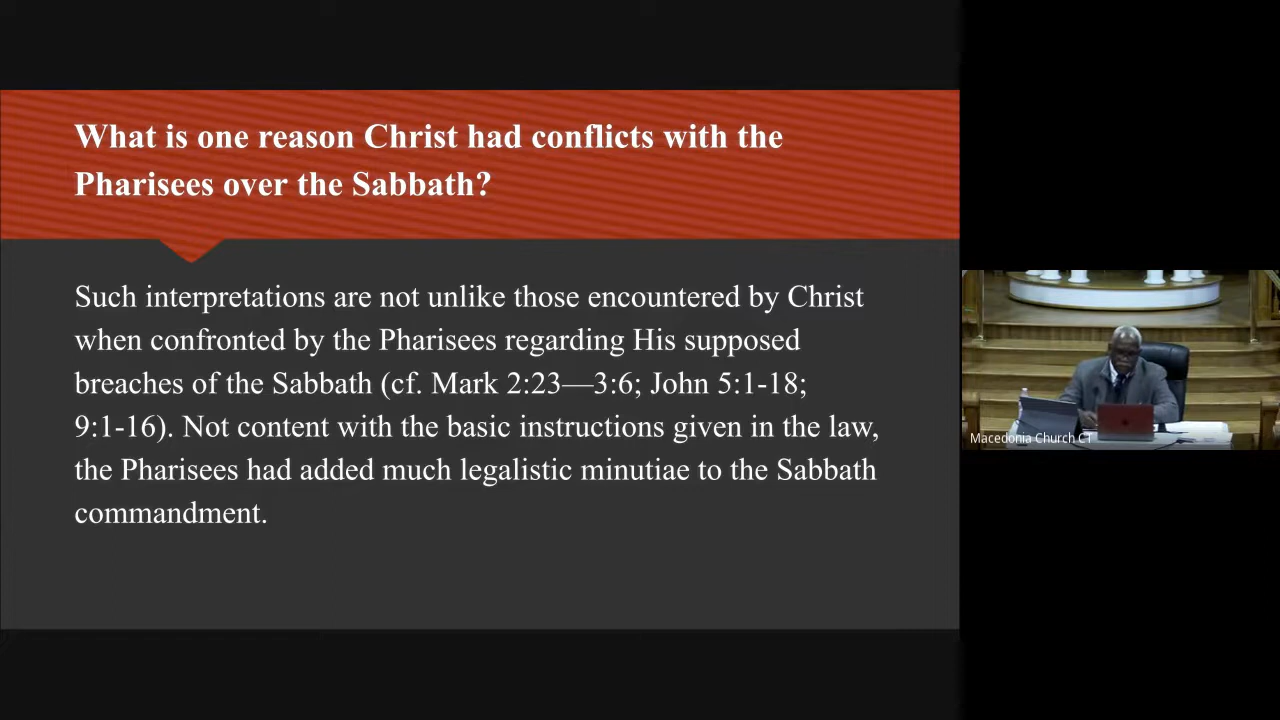 What is one reason Christ had conflicts with the
Pharisees over the Sabbath?
Such interpretations are not unlike those encountered by Christ
when confronted by the Pharisees regarding His supposed
breaches of the Sabbath (cf. Mark 2:23—3:6; John 5:1-18;
9:1-16). Not content with the basic instructions given in the law,
the Pharisees had added much legalistic minutiae to the Sabbath
commandment.
Macedonia Church CT